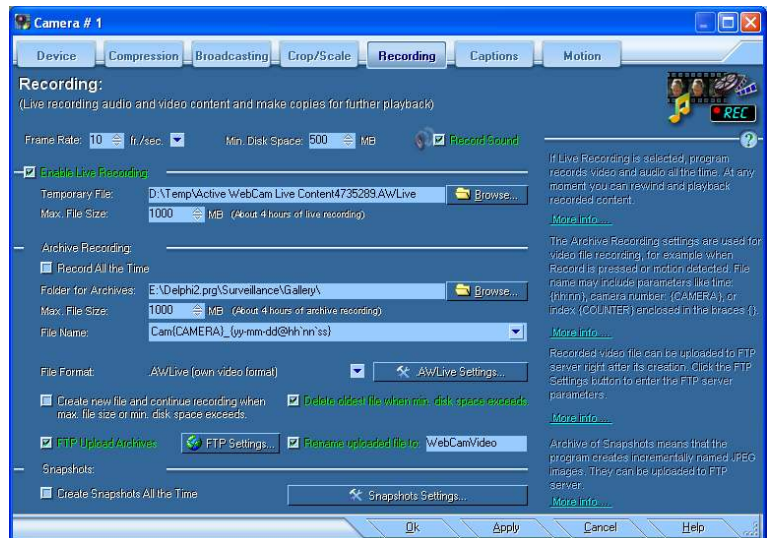 Camera # 1
Device Compression Broadcasting Crop/Scale Recording Captions Motion
Recording:
(Live recording audio and video content and make copies for further playback)
REC
Frame Rate: 10 fr./sec. Min. Disk Space: 500 MB Record Sound
?
Enable Live Recording:
Temporary File: D:\Temp\Active WebCam Live Content4735289.AWLive Browse...
Max. File Size: 1000 MB (About 4 hours of live recording)
Archive Recording:
Record All the Time
Folder for Archives: E:\Delphi2.prg\Surveillance\Gallery\ Browse...
Max. File Size: 1000 MB (About 4 hours of archive recording)
File Name: Cam{CAMERA}_{yy-mm-dd@hh`nn`ss}
File Format: .AWLive (own video format) .AWLive Settings...
Create new file and continue recording when
max. file size or min. disk space exceeds.
Delete oldest file when min. disk space exceeds.
FTP Upload Archives FTP Settings... Rename uploaded file to: WebCamVideo
Snapshots:
Create Snapshots All the Time Snapshots Settings...
If Live Recording is selected, program
records video and audio all the time. At any
moment you can rewind and playback
recorded content.
More info ...
The Archive Recording settings are used for
video file recording, for example when
Record is pressed or motion detected. File
name may include parameters like time:
{hh:nn}, camera number: {CAMERA}, or
index {COUNTER} enclosed in the braces {}.
More info ...
Recorded video file can be uploaded to FTP
server right after its creation. Click the FTP
Settings button to enter the FTP server
parameters.
More info ...
Archive of Snapshots means that the
program creates incrementally named JPEG
images. They can be uploaded to FTP
server.
More info ...
Ok Apply Cancel Help